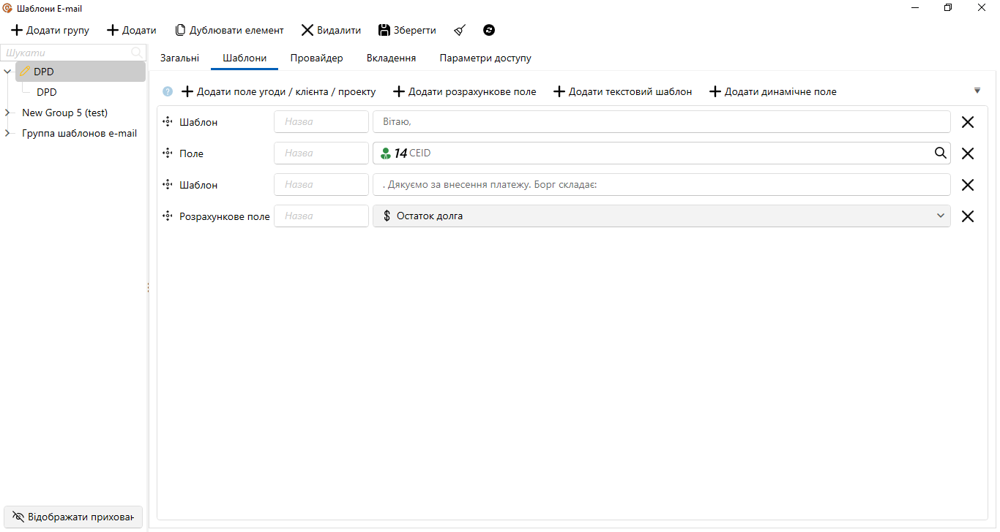 Шаблони E-mail
Додати групу Додати Дублювати елемент Видалити Зберегти
Шукати
Загальні Шаблони Провайдер Вкладення Параметри доступу
DPD
DPD
New Group 5 (test)
Группа шаблонов e-mail
? Додати поле угоди / клієнта / проекту Додати розрахункове поле Додати текстовий шаблон Додати динамічне поле
Шаблон Назва Вітаю,
Поле Назва 14 CEID
Шаблон Назва . Дякуємо за внесення платежу. Борг складає:
Розрахункове поле Назва $ Остаток долга
Відображати прихован